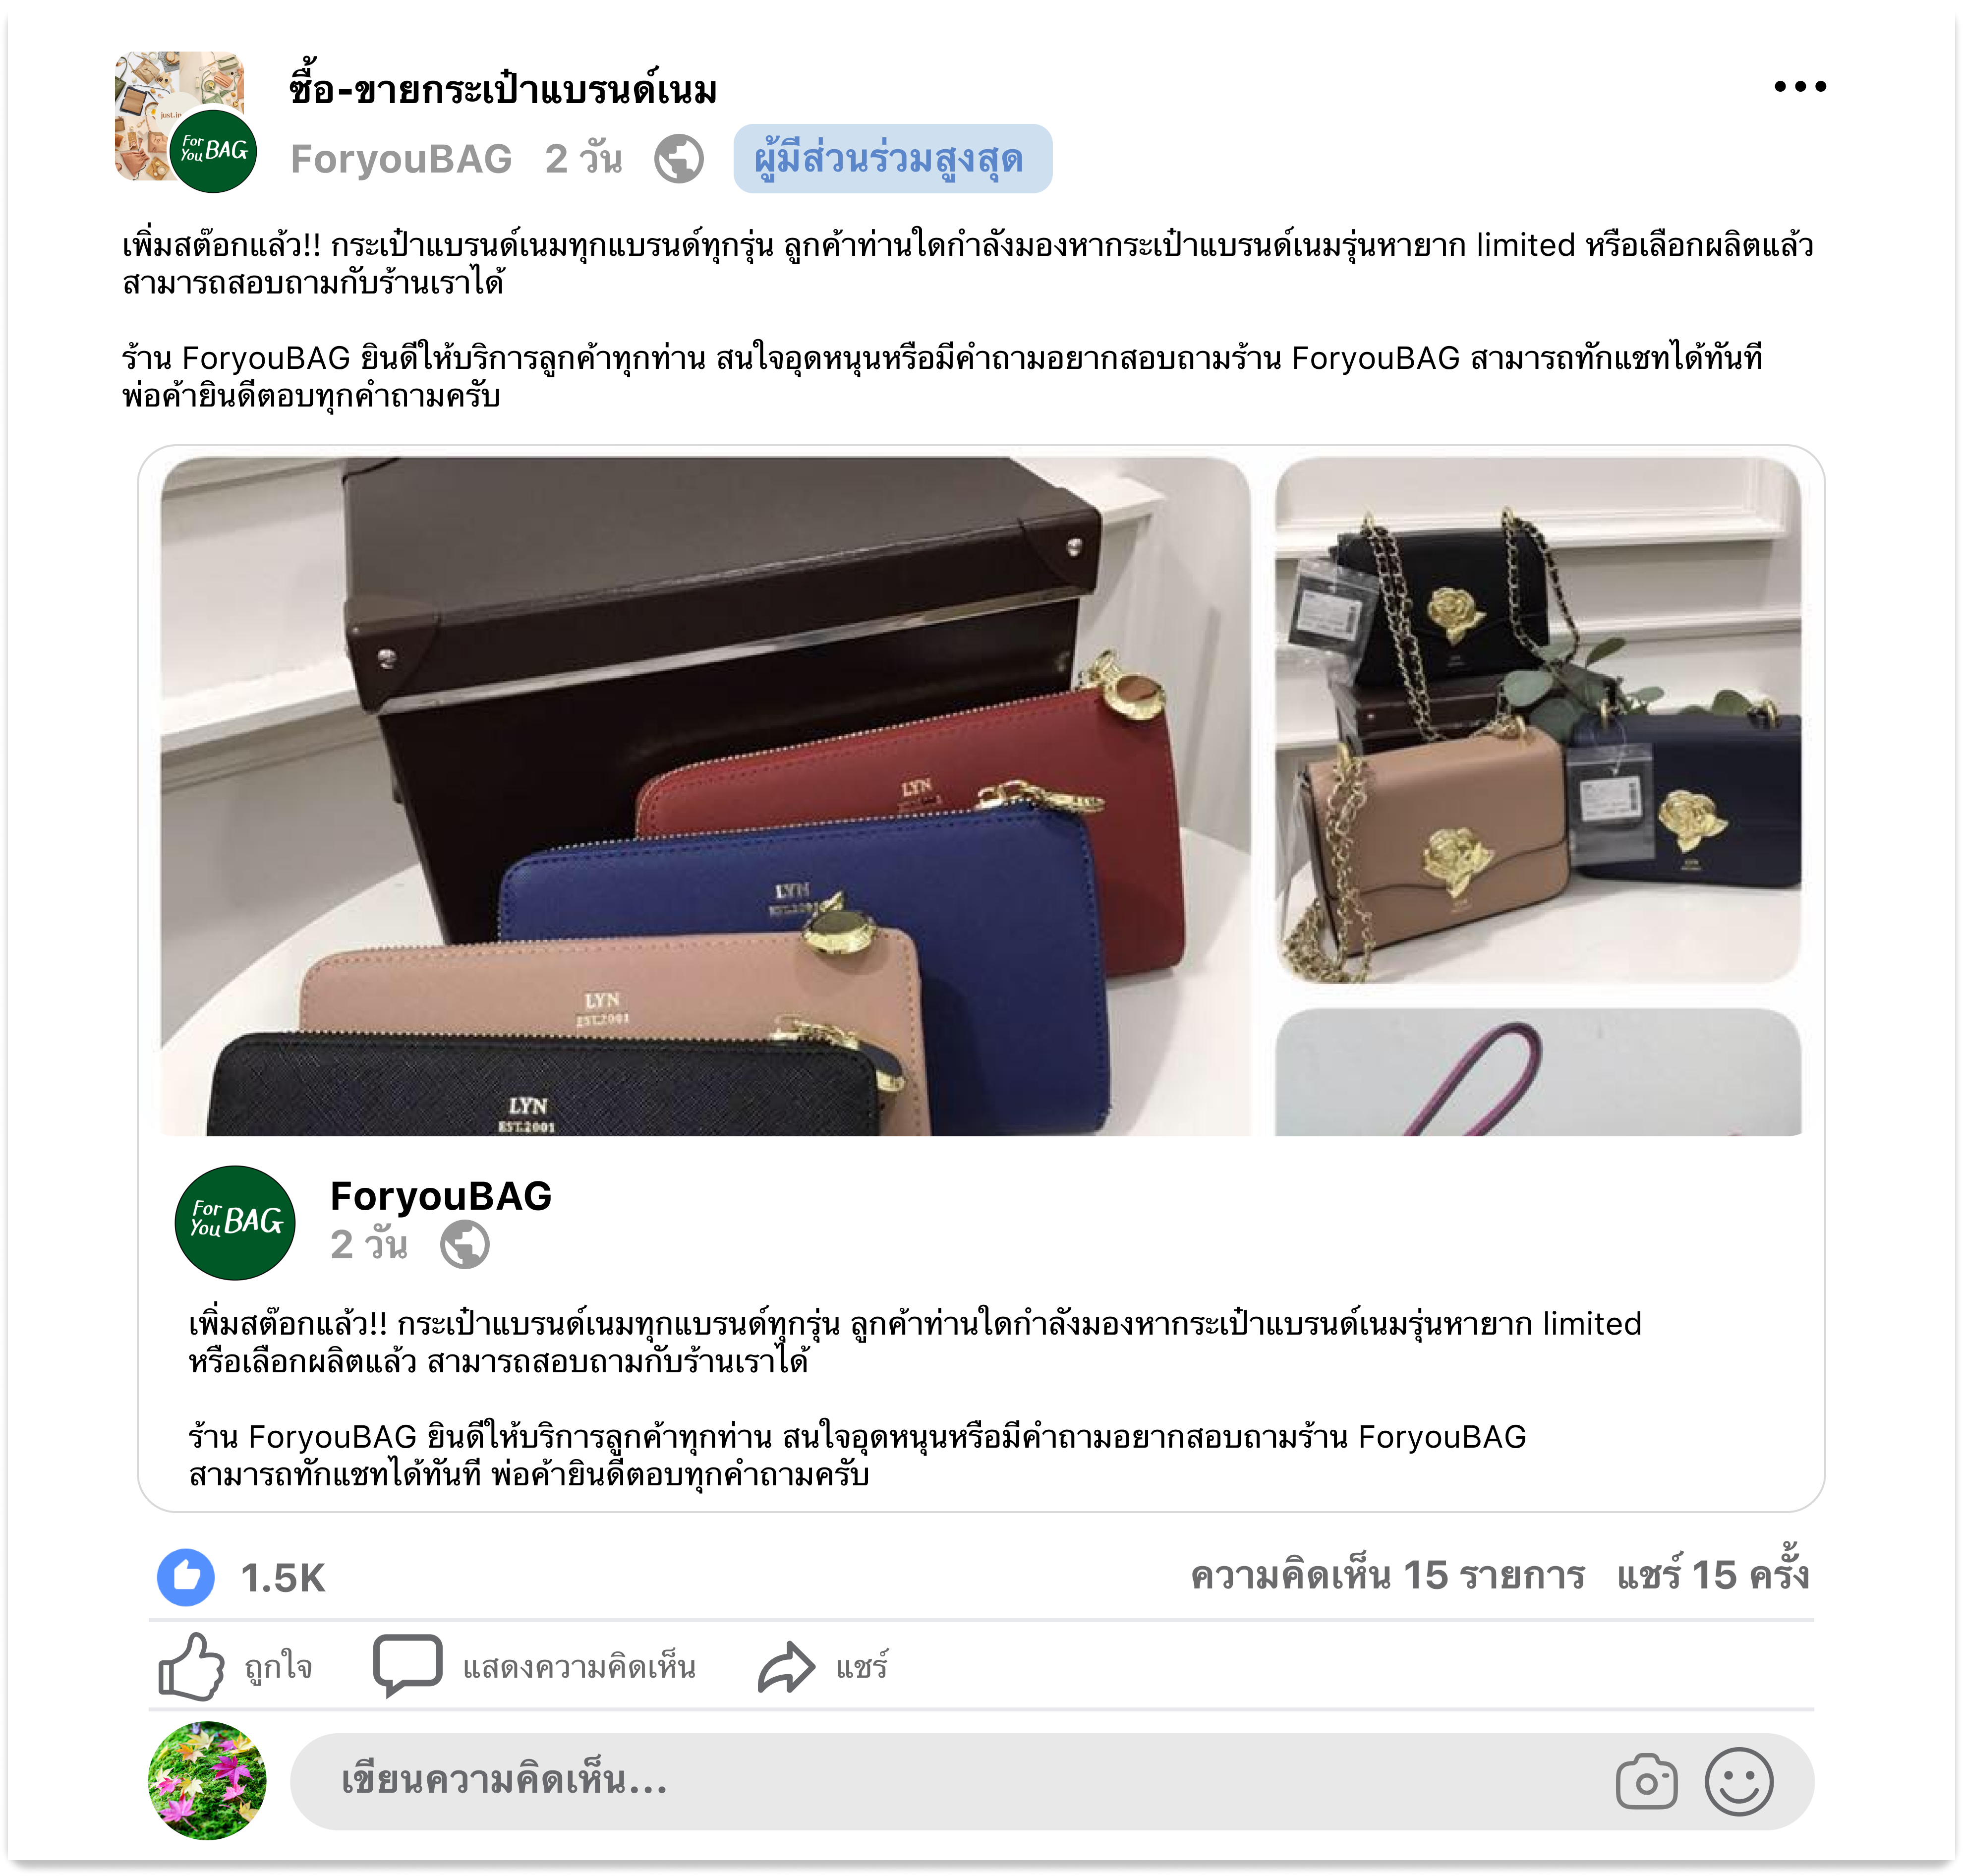 ซื้อ-ขายกระเป๋าแบรนด์เนม
just.in
For You BAG
ForyouBAG 2 วัน ผู้มีส่วนร่วมสูงสุด
เพิ่มสต๊อกแล้ว!! กระเป๋าแบรนด์เนมทุกแบรนด์ทุกรุ่น ลูกค้าท่านใดกำลังมองหากระเป๋าแบรนด์เนมรุ่นหายาก limited หรือเลือกผลิตแล้ว
สามารถสอบถามกับร้านเราได้
ร้าน ForyouBAG ยินดีให้บริการลูกค้าทุกท่าน สนใจอุดหนุนหรือมีคำถามอยากสอบถามร้าน ForyouBAG สามารถทักแชทได้ทันที
พ่อค้ายินดีตอบทุกคำถามครับ
LYN
LYN
LYN
EST.2001
LYN
EST.2001
For You BAG
ForyouBAG
2 วัน
เพิ่มสต๊อกแล้ว!! กระเป๋าแบรนด์เนมทุกแบรนด์ทุกรุ่น ลูกค้าท่านใดกำลังมองหากระเป๋าแบรนด์เนมรุ่นหายาก limited
หรือเลือกผลิตแล้ว สามารถสอบถามกับร้านเราได้
ร้าน ForyouBAG ยินดีให้บริการลูกค้าทุกท่าน สนใจอุดหนุนหรือมีคำถามอยากสอบถามร้าน ForyouBAG
สามารถทักแชทได้ทันที พ่อค้ายินดีตอบทุกคำถามครับ
1.5K ความคิดเห็น 15 รายการ แชร์ 15 ครั้ง
ถูกใจ แสดงความคิดเห็น แชร์
เขียนความคิดเห็น...